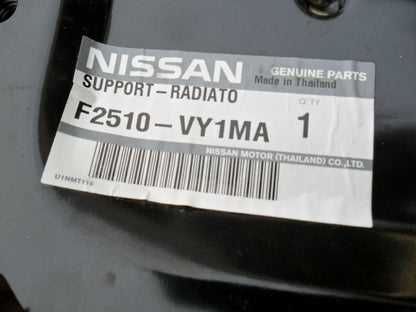 NISSAN GENUINE PARTS
Made in Thailand
SUPPORT-RADIATO Q'TY
F2510-VY1MA 1
NISSAN MOTOR (THAILAND) CO.,LTD.
U1NMT116